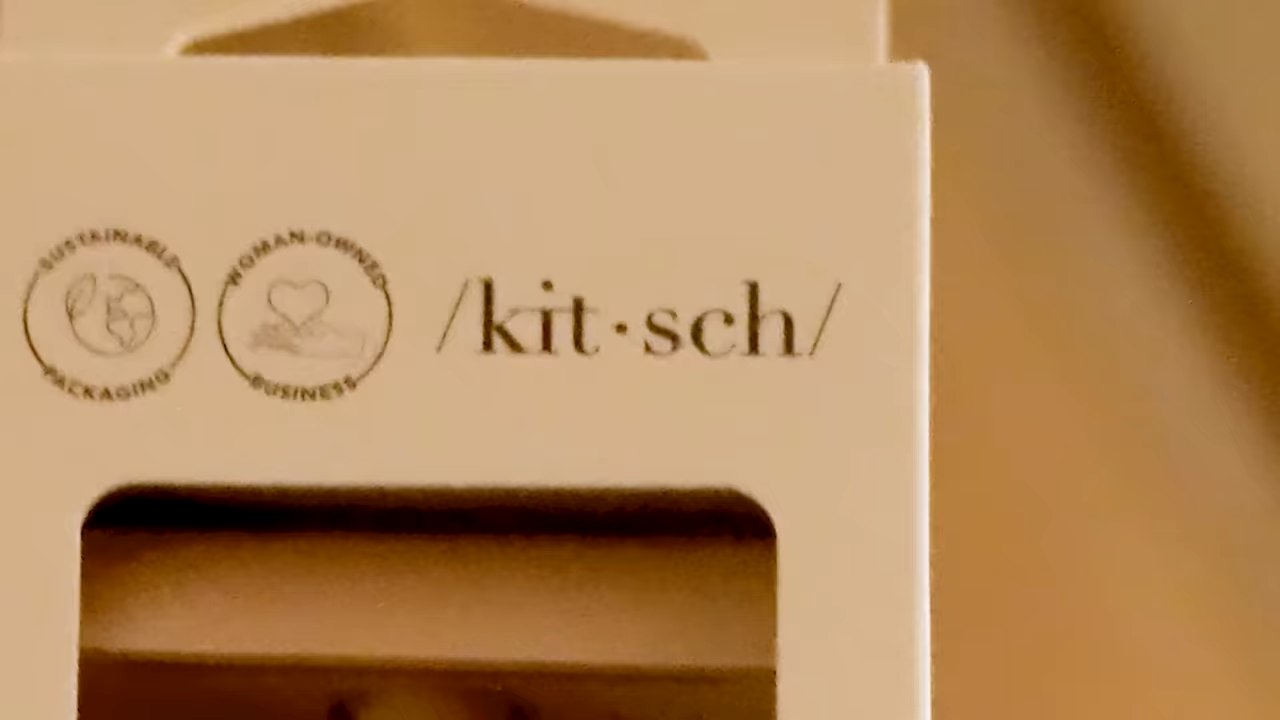 SUSTAINABLE
PACKAGING
WOMAN-OWNED
BUSINESS
/kit·sch/